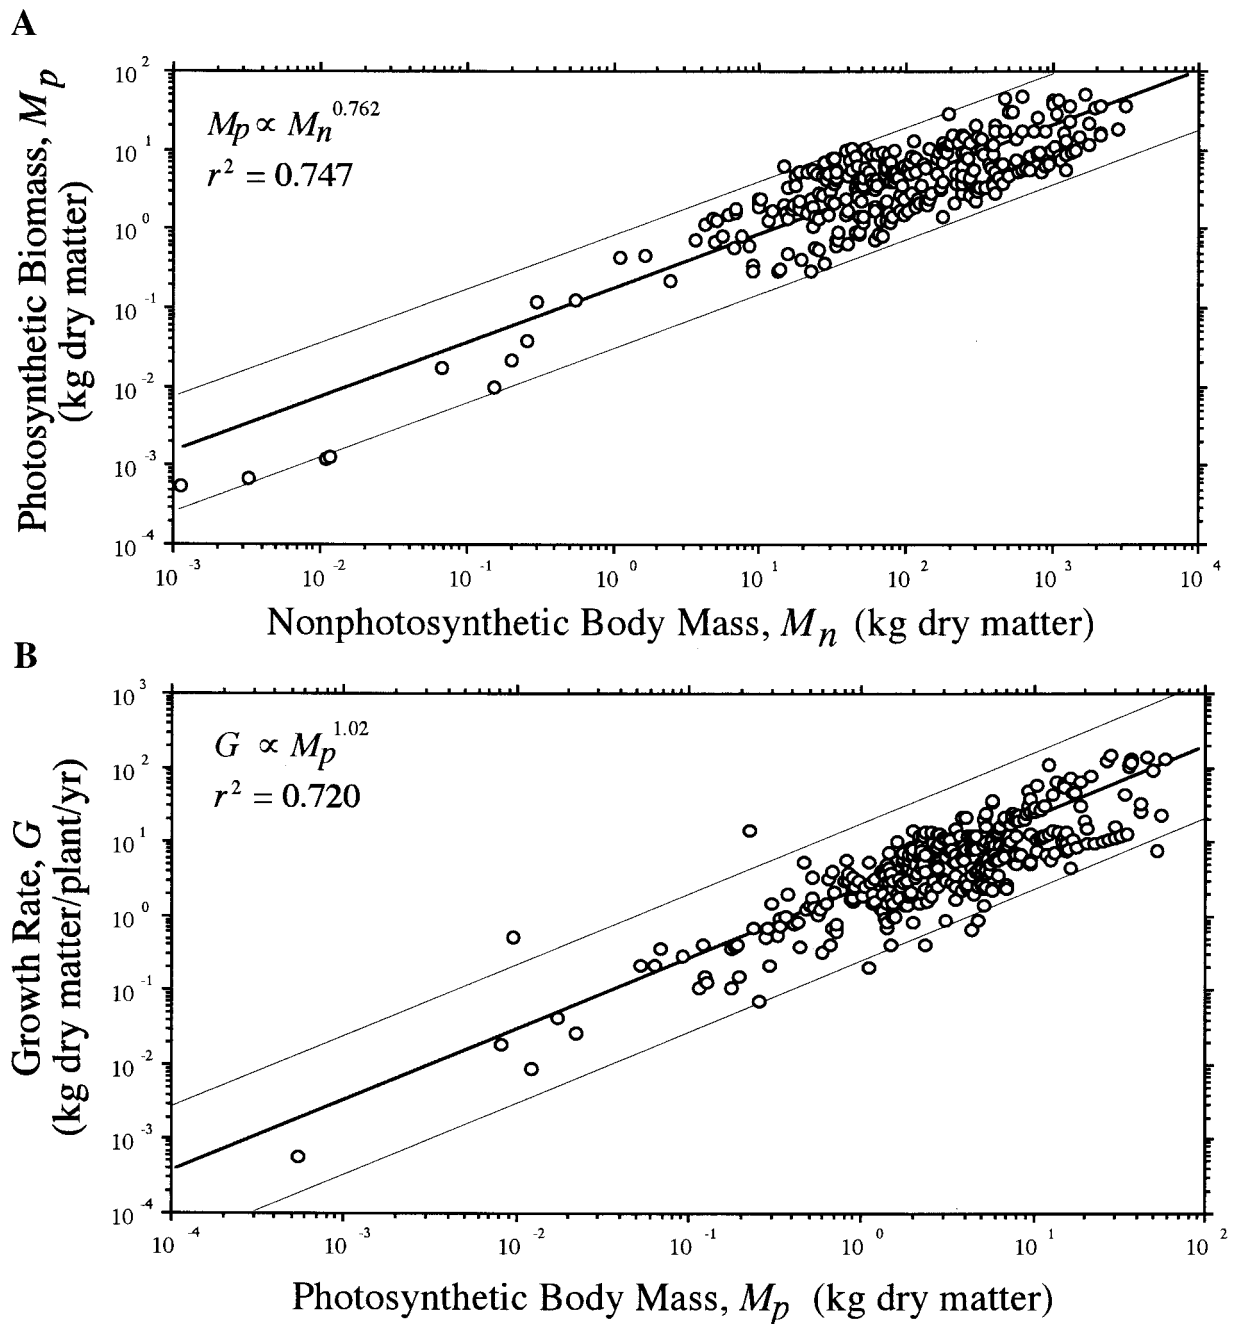 A
Photosynthetic Biomass, Mp
(kg dry matter)
10 2
10 1
10 0
10 -1
10 -2
10 -3
10 -4
Mp ∝ Mn 0.762
r2 = 0.747
10 -3 10 -2 10 -1 10 0 10 1 10 2 10 3 10 4
Nonphotosynthetic Body Mass, Mn (kg dry matter)
B
Growth Rate, G
(kg dry matter/plant/yr)
10 3
10 2
10 1
10 0
10 -1
10 -2
10 -3
10 -4
G ∝ Mp 1.02
r2 = 0.720
10 -4 10 -3 10 -2 10 -1 10 0 10 1 10 2
Photosynthetic Body Mass, Mp (kg dry matter)